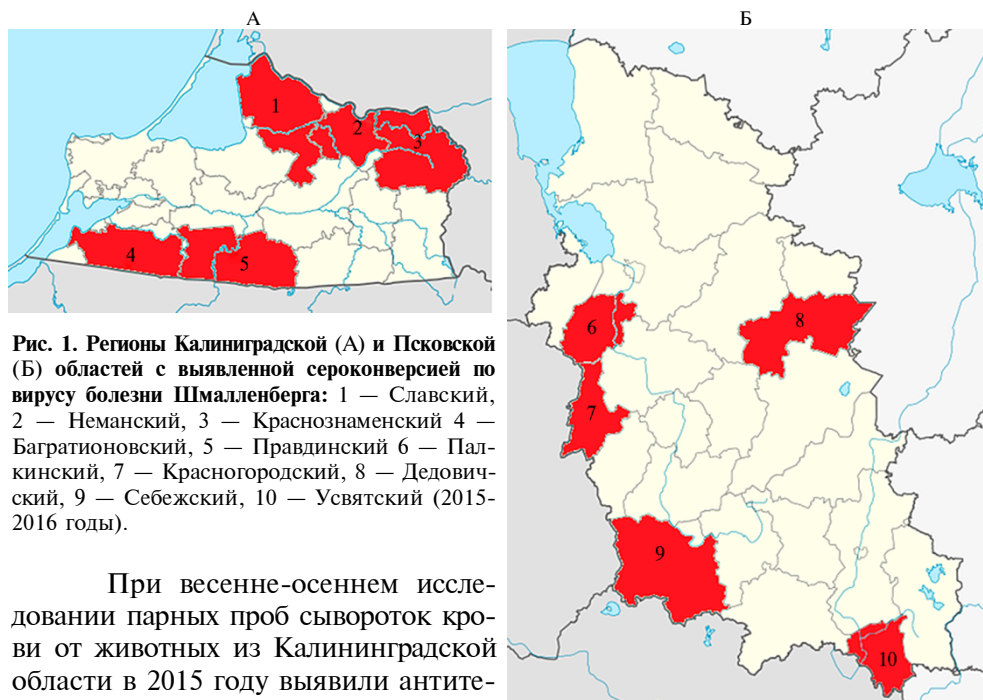 А
1
2
3
4
5
Рис. 1. Регионы Калиниградской (А) и Псковской
(Б) областей с выявленной сероконверсией по
вирусу болезни Шмалленберга: 1 — Славский,
2 — Неманский, 3 — Краснознаменский 4 —
Багратионовский, 5 — Правдинский 6 — Пал-
кинский, 7 — Красногородский, 8 — Дедович-
ский, 9 — Себежский, 10 — Усвятский (2015-
2016 годы).
При весенне-осеннем иссле-
довании парных проб сывороток кро-
ви от животных из Калининградской
области в 2015 году выявили антите-
Б
6
7
8
9
10